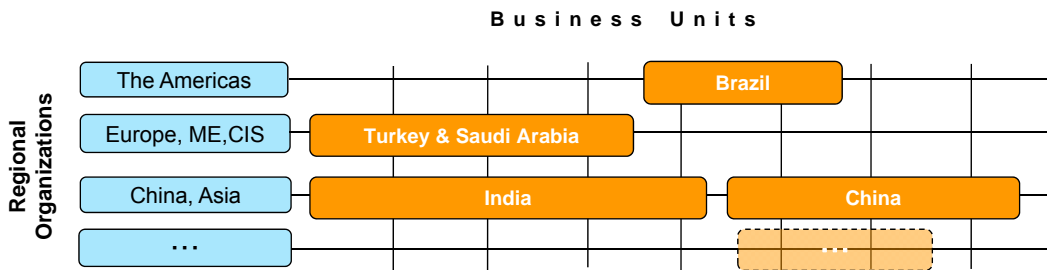 Business Units
Regional
Organizations
The Americas
Brazil
Europe, ME,CIS
Turkey & Saudi Arabia
China, Asia
India
China
...
...